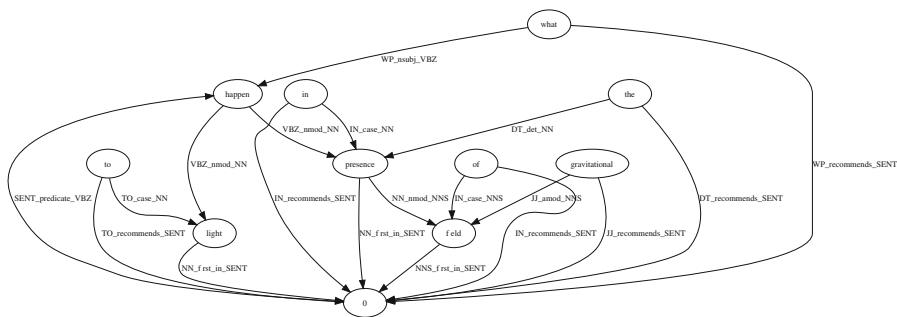 what
WP_nsubj_VBZ
happen
in
the
VBZ_nmod_NN
IN_case_NN
DT_det_NN
to
presence
of
gravitational
WP_recommends_SENT
VBZ_nmod_NN
SENT_predicate_VBZ
TO_case_NN
IN_recommends_SENT
NN_nmod_NNS
IN_case_NNS
JJ_amod_NNS
DT_recommends_SENT
light
f eld
TO_recommends_SENT
NN_f rst_in_SENT
IN_recommends_SENT
JJ_recommends_SENT
NN_f rst_in_SENT
NNS_f rst_in_SENT
0